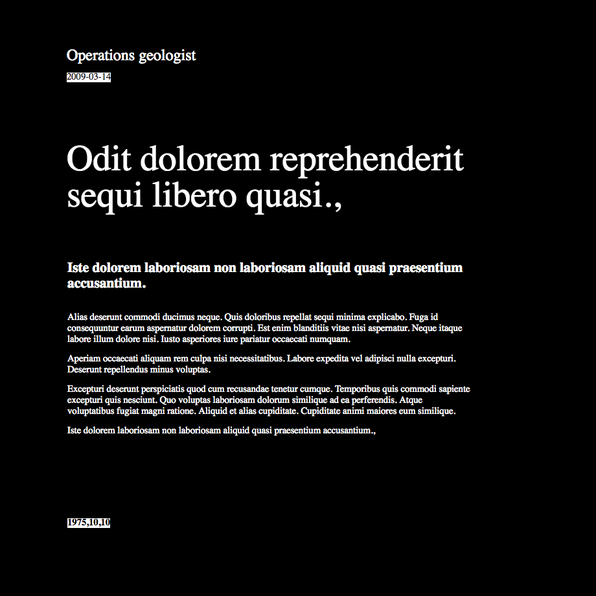 Operations geologist
2009-03-14
Odit dolorem reprehenderit
sequi libero quasi.,
Iste dolorem laboriosam non laboriosam aliquid quasi praesentium
accusantium.
Alias deserunt commodi ducimus neque. Quis doloribus repellat sequi minima explicabo. Fuga id
consequuntur earum aspernatur dolorem corrupti. Est enim blanditiis vitae nisi aspernatur. Neque itaque
labore illum dolore nisi. Iusto asperiores iure pariatur occaecati numquam.
Aperiam occaecati aliquam rem culpa nisi necessitatibus. Labore expedita vel adipisci nulla excepturi.
Deserunt repellendus minus voluptas.
Excepturi deserunt perspiciatis quod cum recusandae tenetur cumque. Temporibus quis commodi sapiente
excepturi quis nesciunt. Quo voluptas laboriosam dolorum similique ad ea perferendis. Atque
voluptatibus fugiat magni ratione. Aliquid et alias cupiditate. Cupiditate animi maiores eum similique.
Iste dolorem laboriosam non laboriosam aliquid quasi praesentium accusantium.,
1975,10,10